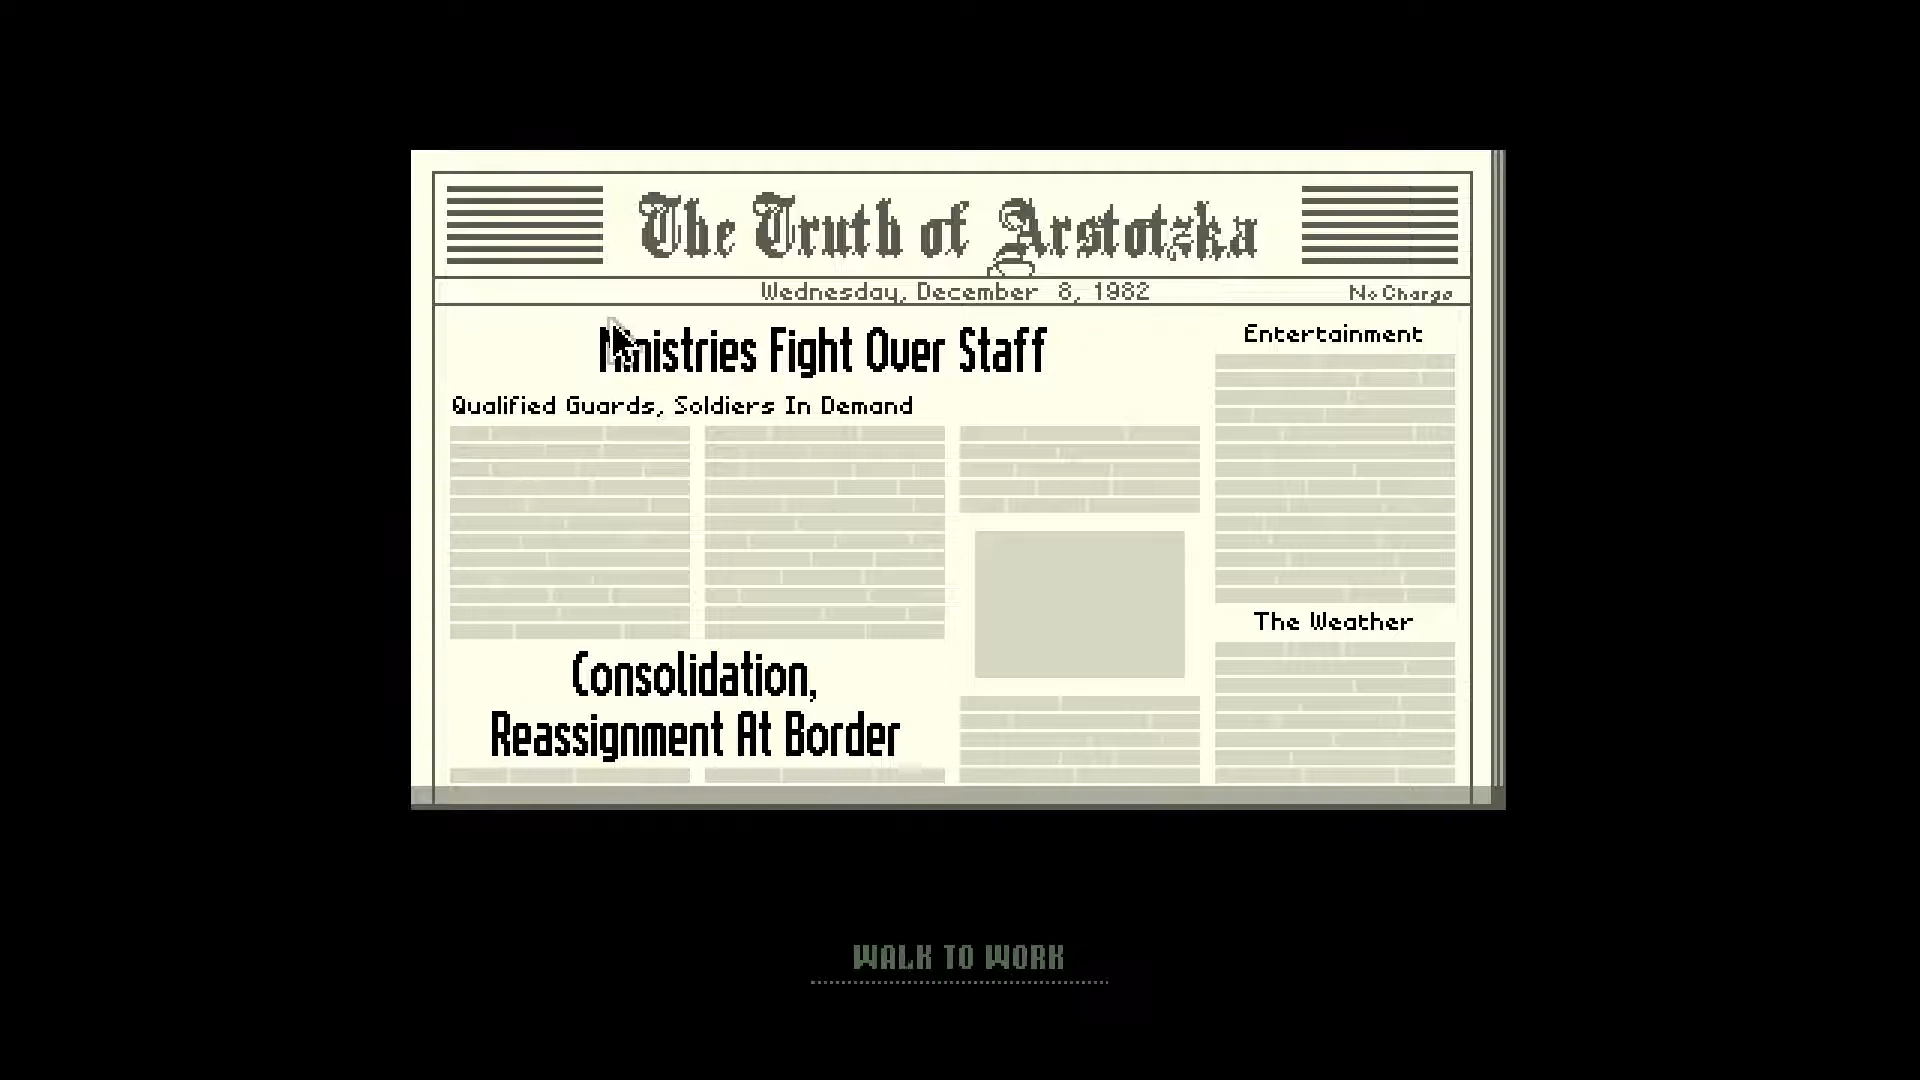 The Truth of Arstotzka
Wednesday, December 8, 1982
No Charge
Ministries Fight Over Staff
Qualified Guards, Soldiers In Demand
Consolidation,
Reassignment At Border
Entertainment
The Weather
WALK TO WORK